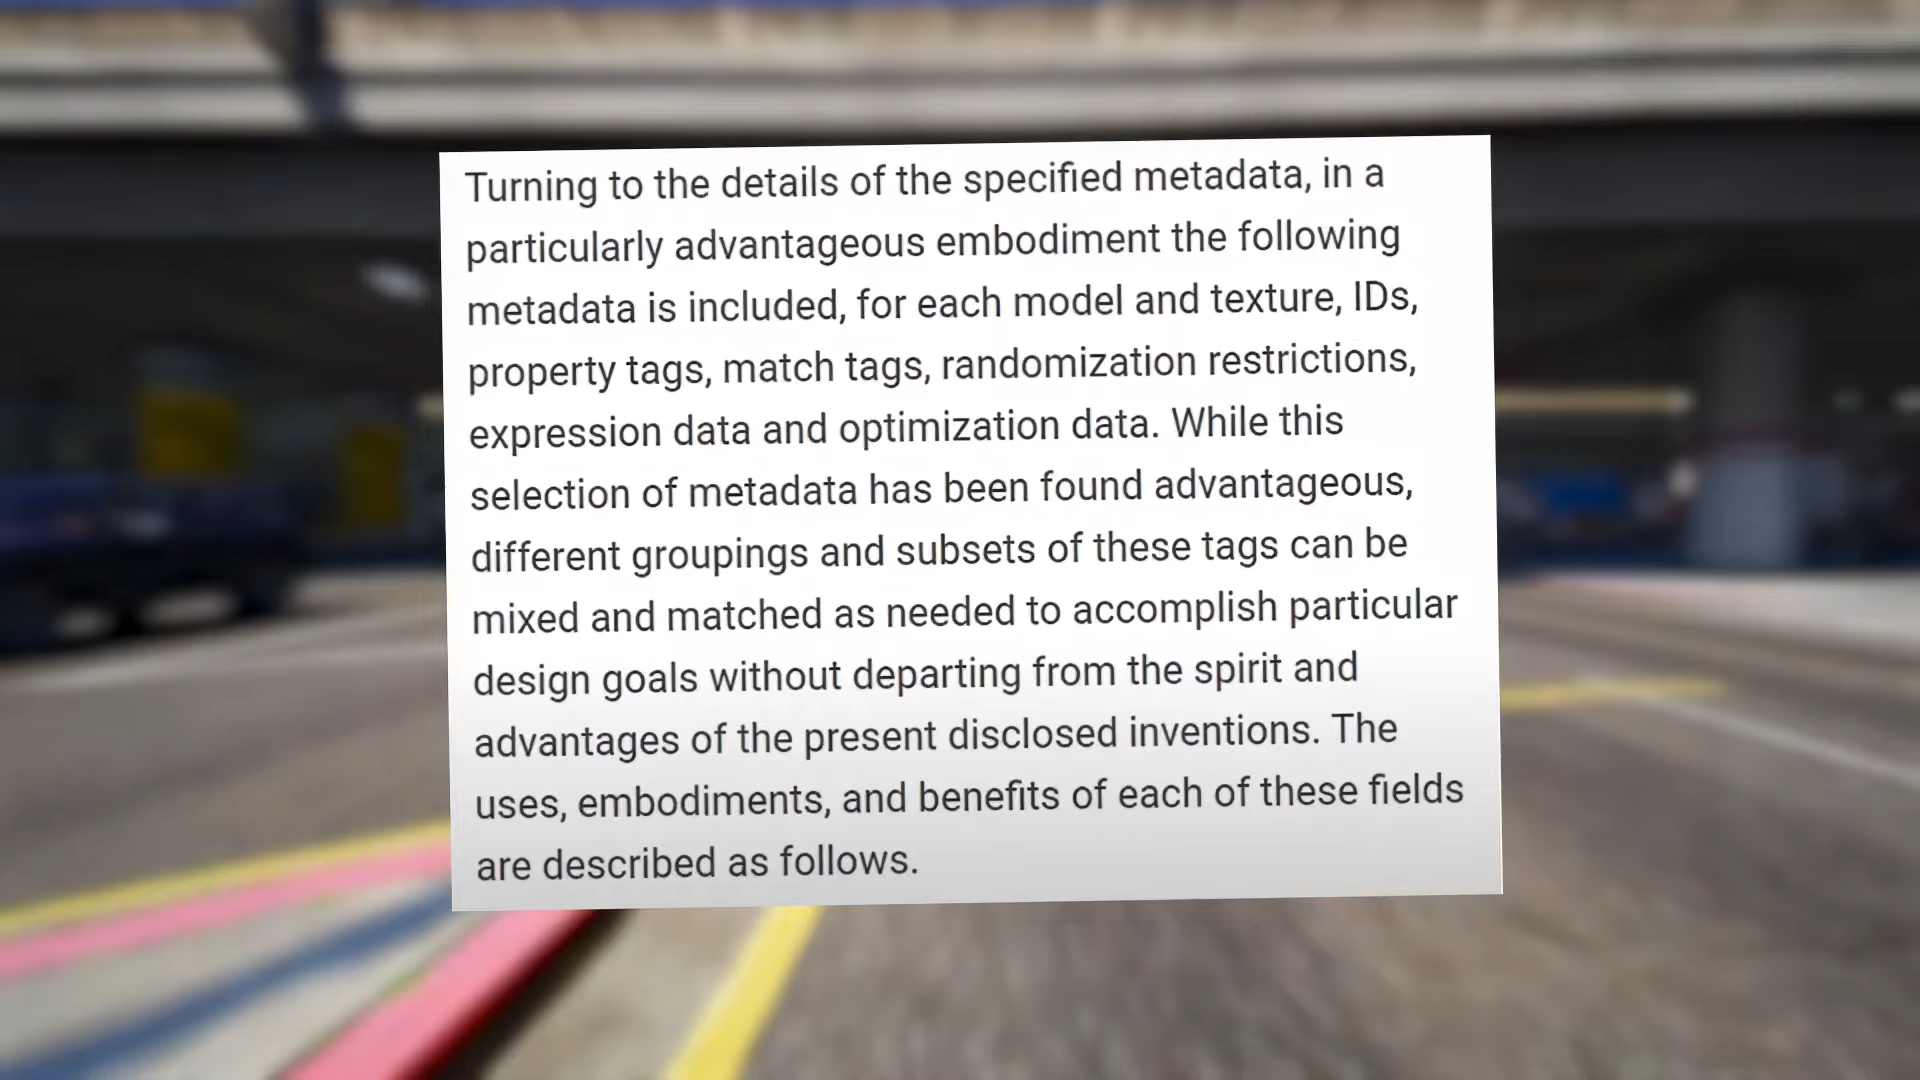 Turning to the details of the specified metadata, in a
particularly advantageous embodiment the following
metadata is included, for each model and texture, IDs,
property tags, match tags, randomization restrictions,
expression data and optimization data. While this
selection of metadata has been found advantageous,
different groupings and subsets of these tags can be
mixed and matched as needed to accomplish particular
design goals without departing from the spirit and
advantages of the present disclosed inventions. The
uses, embodiments, and benefits of each of these fields
are described as follows.